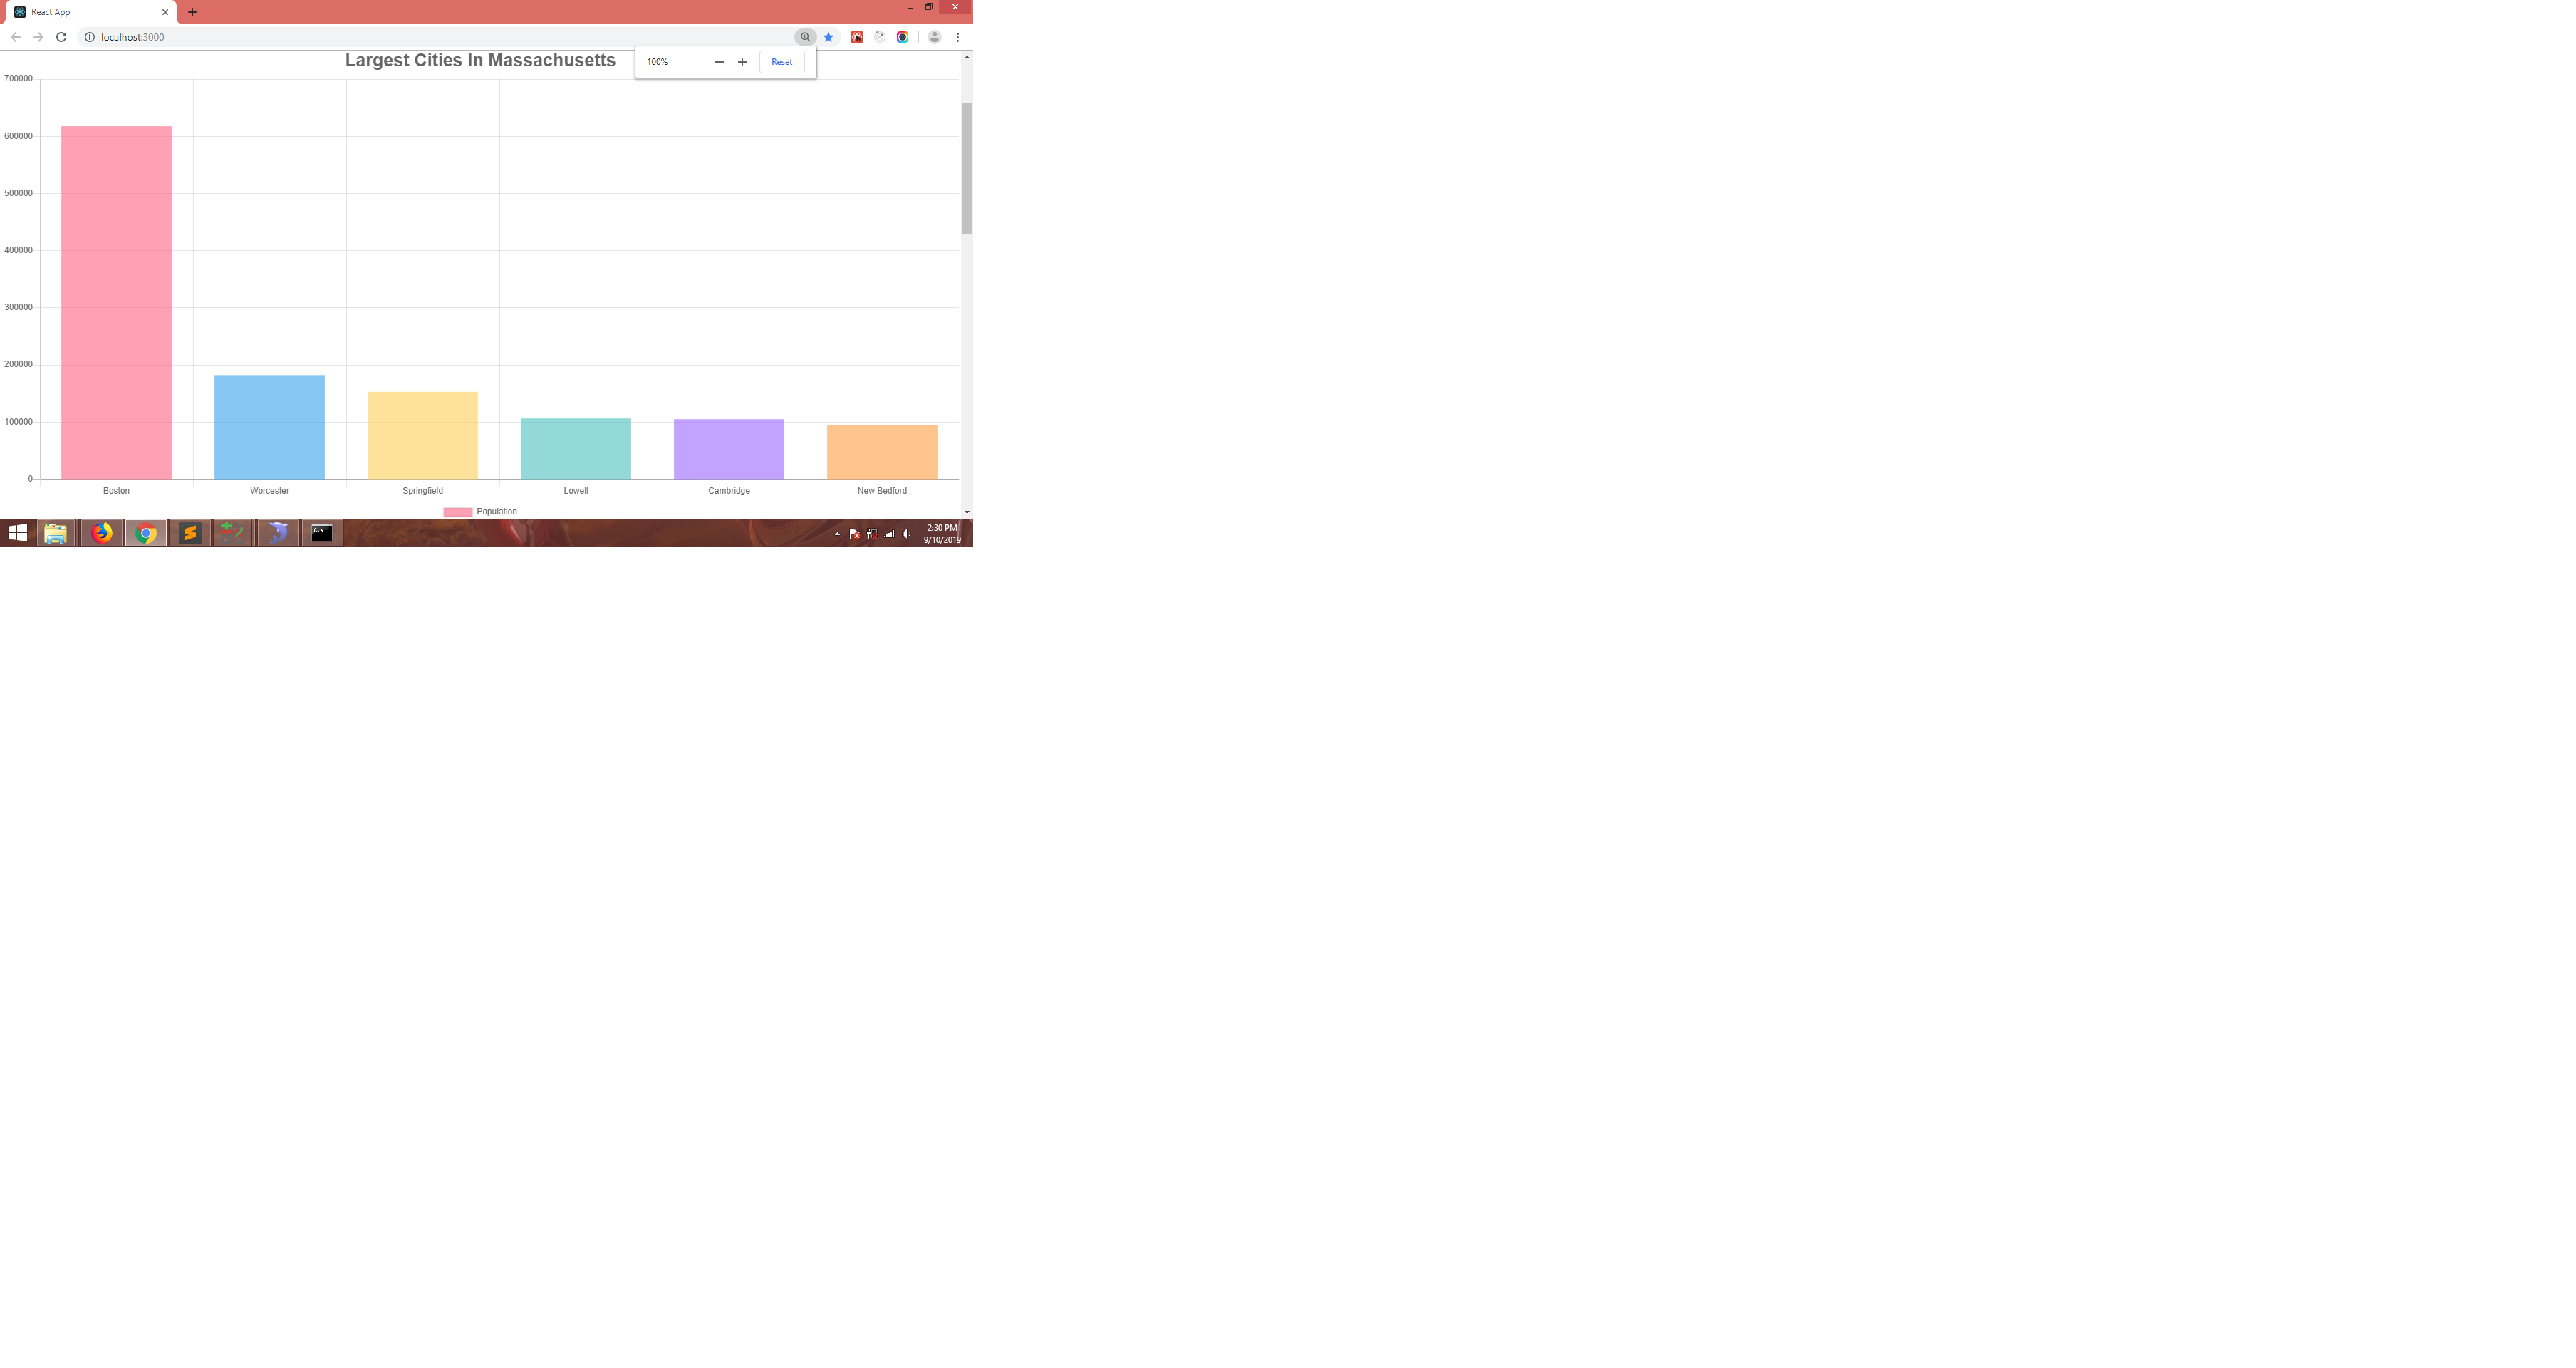 React App
localhost:3000
Largest Cities In Massachusetts
100%
Reset
700000
600000
500000
400000
300000
200000
100000
0
Boston Worcester Springfield Lowell Cambridge New Bedford
Population
2:30 PM
9/10/2019